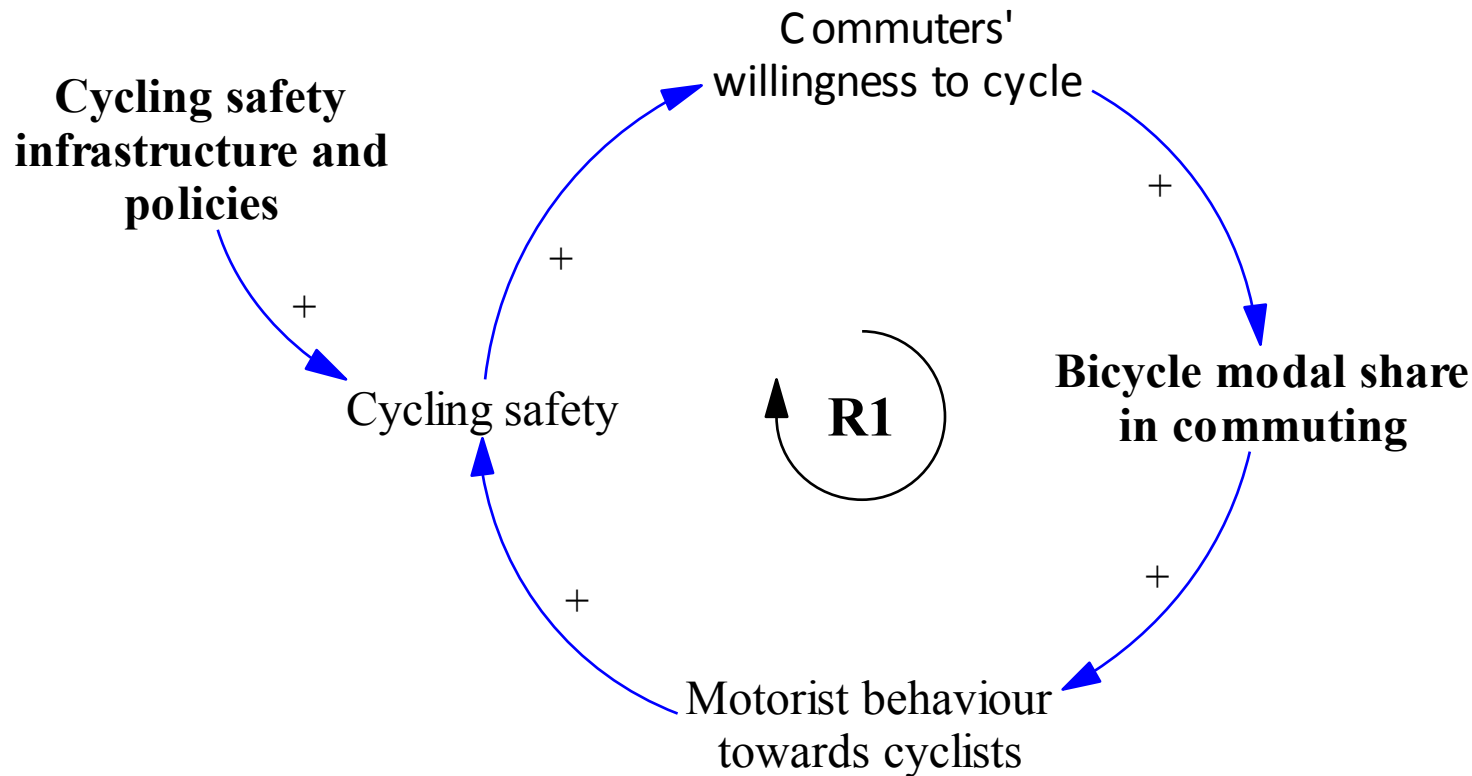 Commuters'
willingness to cycle
Cycling safety
infrastructure and
policies
+
+
+
Cycling safety
R1
Bicycle modal share
in commuting
+
+
Motorist behaviour
towards cyclists